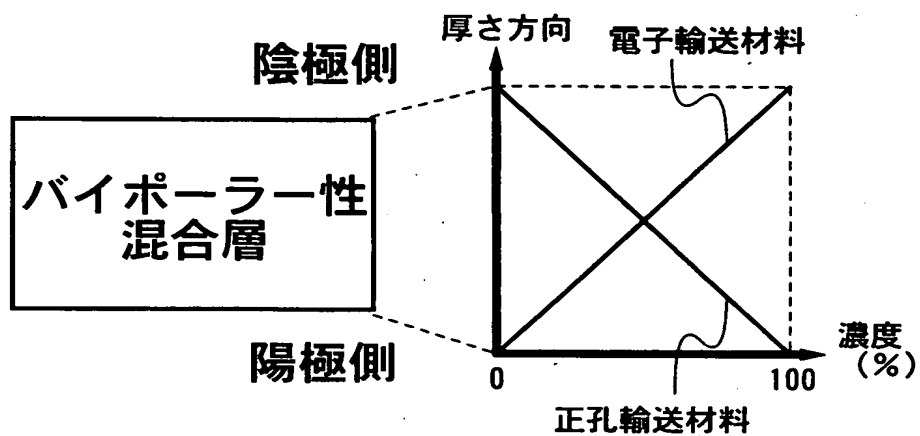 厚さ方向
電子輸送材料
陰極側
バイポーラー性
混合層
陽極側
濃度
(%)
0
100
正孔輸送材料